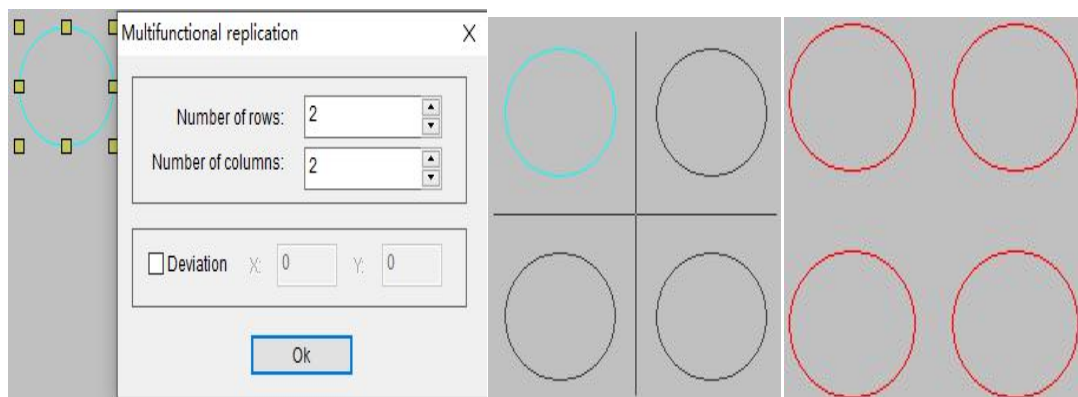 Multifunctional replication X
Number of rows: 2
Number of columns: 2
Deviation X: 0 Y: 0
Ok